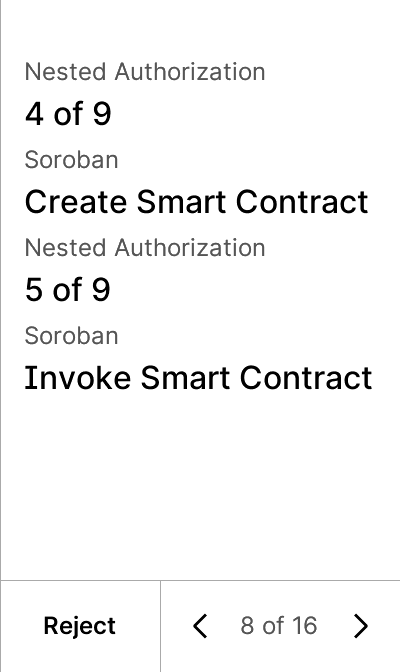 Nested Authorization
4 of 9
Soroban
Create Smart Contract
Nested Authorization
5 of 9
Soroban
Invoke Smart Contract
Reject
8 of 16